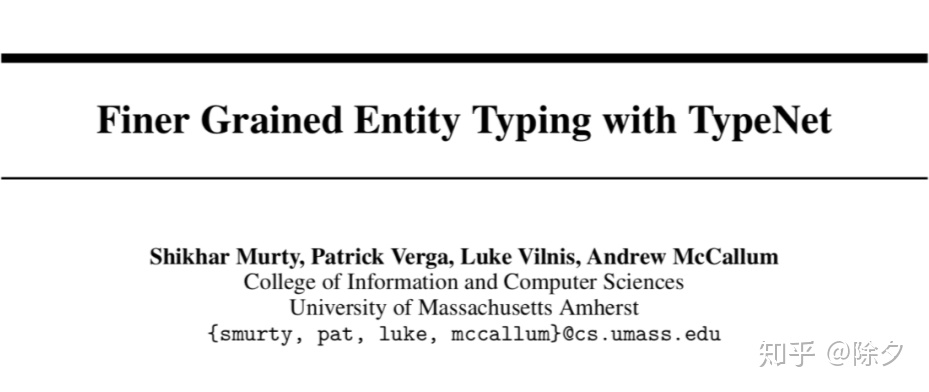 Finer Grained Entity Typing with TypeNet
Shikhar Murty, Patrick Verga, Luke Vilnis, Andrew McCallum
College of Information and Computer Sciences
University of Massachusetts Amherst
{smurty, pat, luke, mccallum}@cs.umass.edu
知乎 @除夕